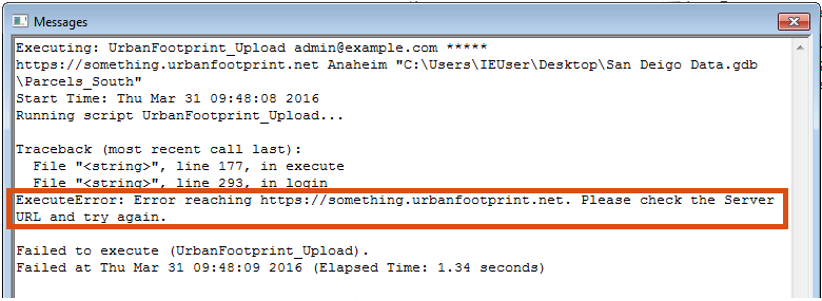 Messages
Executing: UrbanFootprint_Upload admin@example.com *****
https://something.urbanfootprint.net Anaheim "C:\Users\IEUser\Desktop\San Deigo Data.gdb
\Parcels_South"
Start Time: Thu Mar 31 09:48:08 2016
Running script UrbanFootprint_Upload...
Traceback (most recent call last):
File "<string>", line 177, in execute
File "<string>", line 293, in login
ExecuteError: Error reaching https://something.urbanfootprint.net. Please check the Server
URL and try again.
Failed to execute (UrbanFootprint_Upload).
Failed at Thu Mar 31 09:48:09 2016 (Elapsed Time: 1.34 seconds)